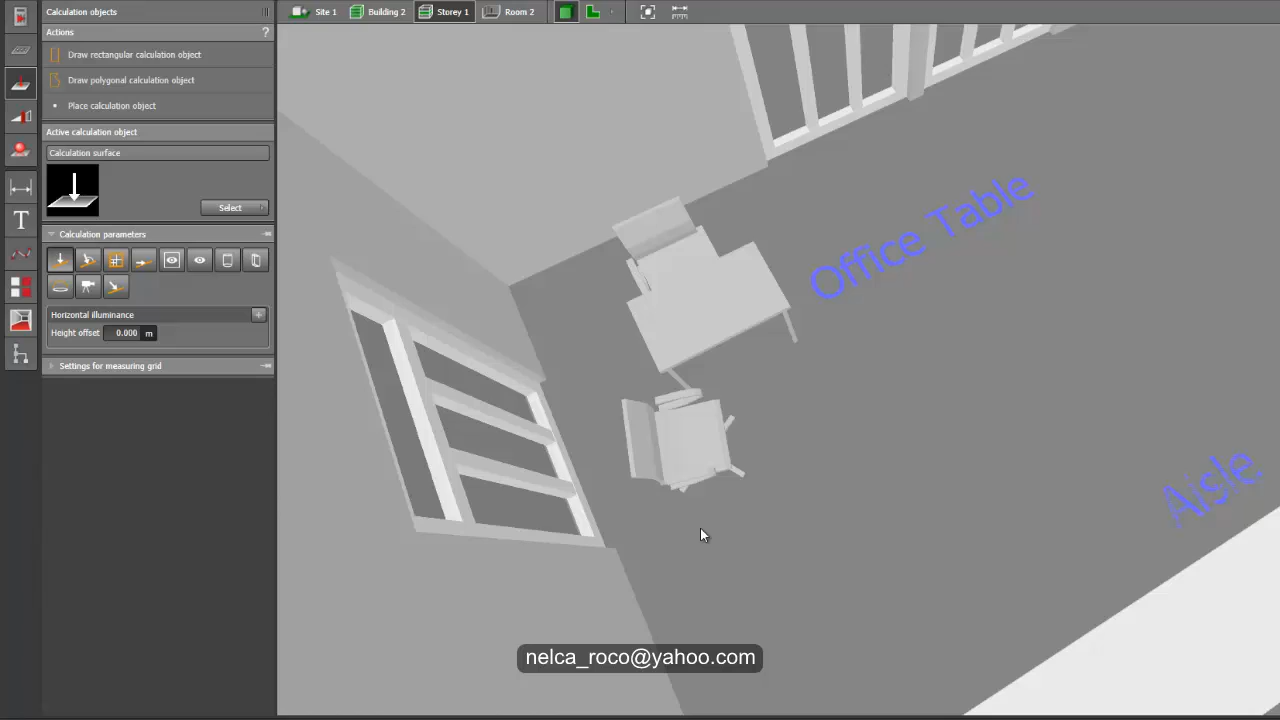 Calculation objects
Site 1
Building 2
Storey 1
Room 2
Actions
?
Draw rectangular calculation object
Draw polygonal calculation object
Place calculation object
Active calculation object
Calculation surface
Select
T
Calculation parameters
Horizontal illuminance
Height offset 0.000 m
Settings for measuring grid
Office Table
Aisle
nelca_roco@yahoo.com